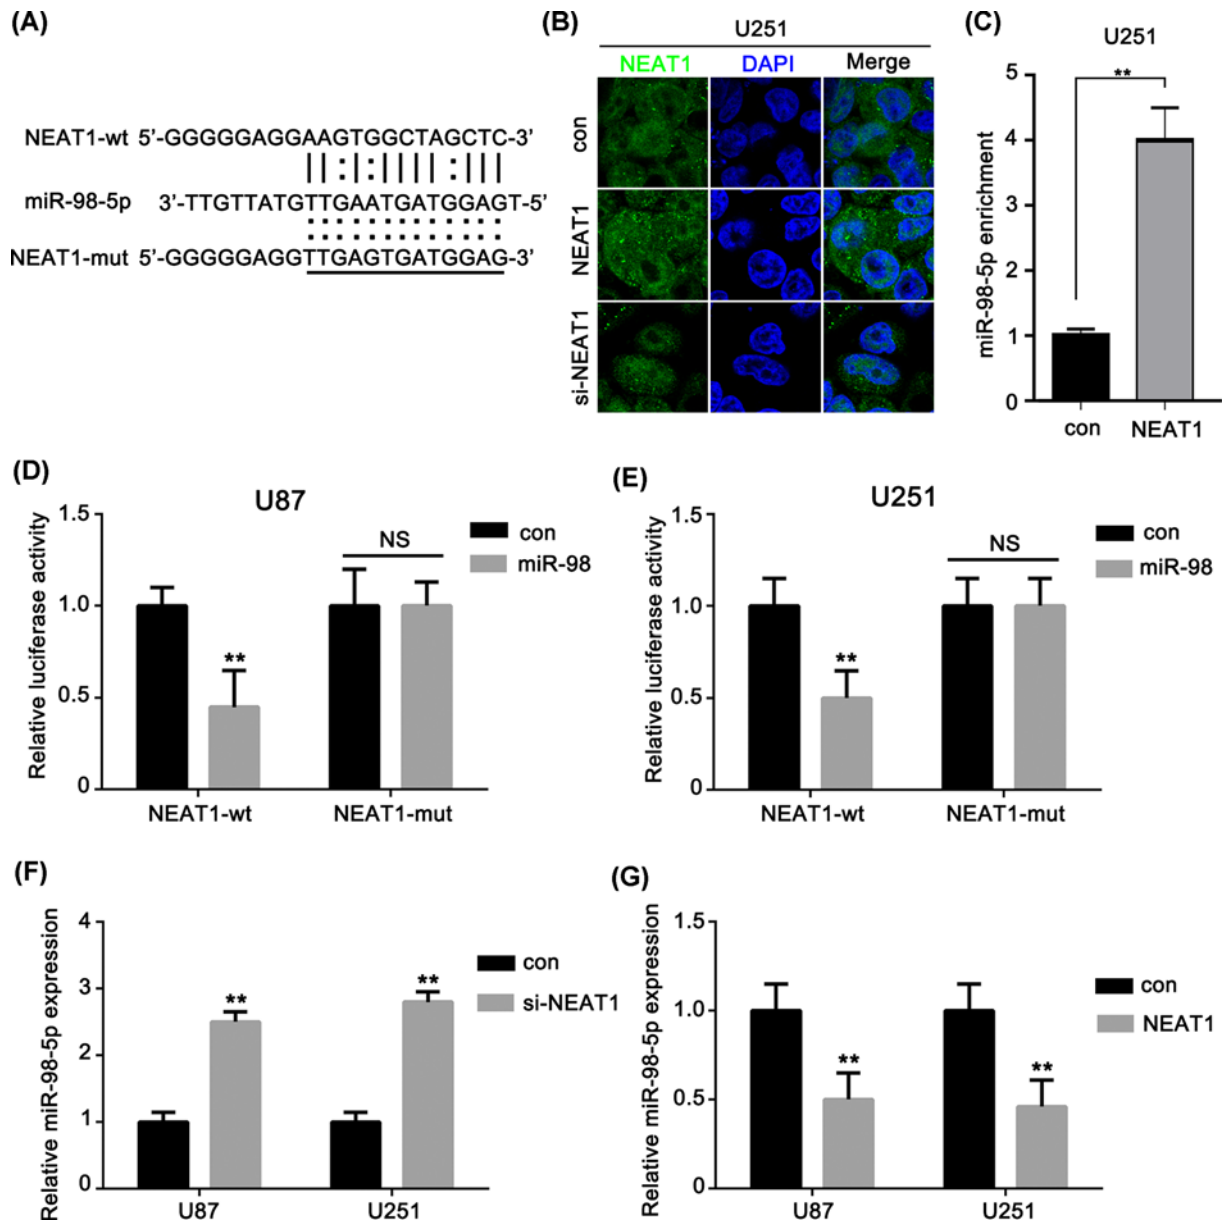 (A)
NEAT1-wt 5’-GGGGGAGGAAGTGGCTAGCTC-3’
miR-98-5p 3’-TTGTTATGTTGAATGATGGAGT-5’
NEAT1-mut 5’-GGGGGAGGTTGAGTGATGGAG-3’
(B)
U251
NEAT1 DAPI Merge
con
NEAT1
si-NEAT1
(C)
U251
miR-98-5p enrichment
5
4
3
2
1
0
**
con NEAT1
(D)
U87
Relative luciferase activity
1.5
1.0
0.5
0
**
NS
con
miR-98
NEAT1-wt NEAT1-mut
(E)
U251
Relative luciferase activity
1.5
1.0
0.5
0
**
NS
con
miR-98
NEAT1-wt NEAT1-mut
(F)
Relative miR-98-5p expression
4
3
2
1
0
**
**
con
si-NEAT1
U87 U251
(G)
Relative miR-98-5p expression
1.5
1.0
0.5
0
**
**
con
NEAT1
U87 U251